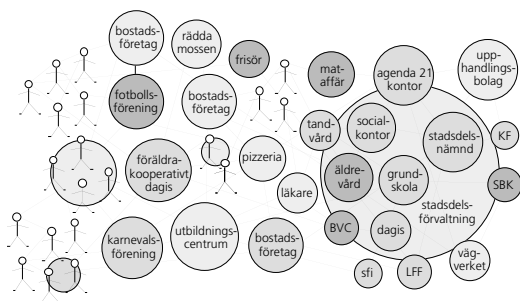 bostads-
företag
rädda
mossen
frisör
fotbolls-
förening
bostads-
företag
mat-
affär
agenda 21
kontor
upp-
handlings-
bolag
tand-
vård
social-
kontor
stadsdels-
nämnd
KF
föräldra-
kooperativt
dagis
pizzeria
läkare
äldre-
vård
grund-
skola
SBK
stadsdels-
förvaltning
karnevals-
förening
utbildnings-
centrum
bostads-
företag
BVC
dagis
sfi
LFF
väg-
verket